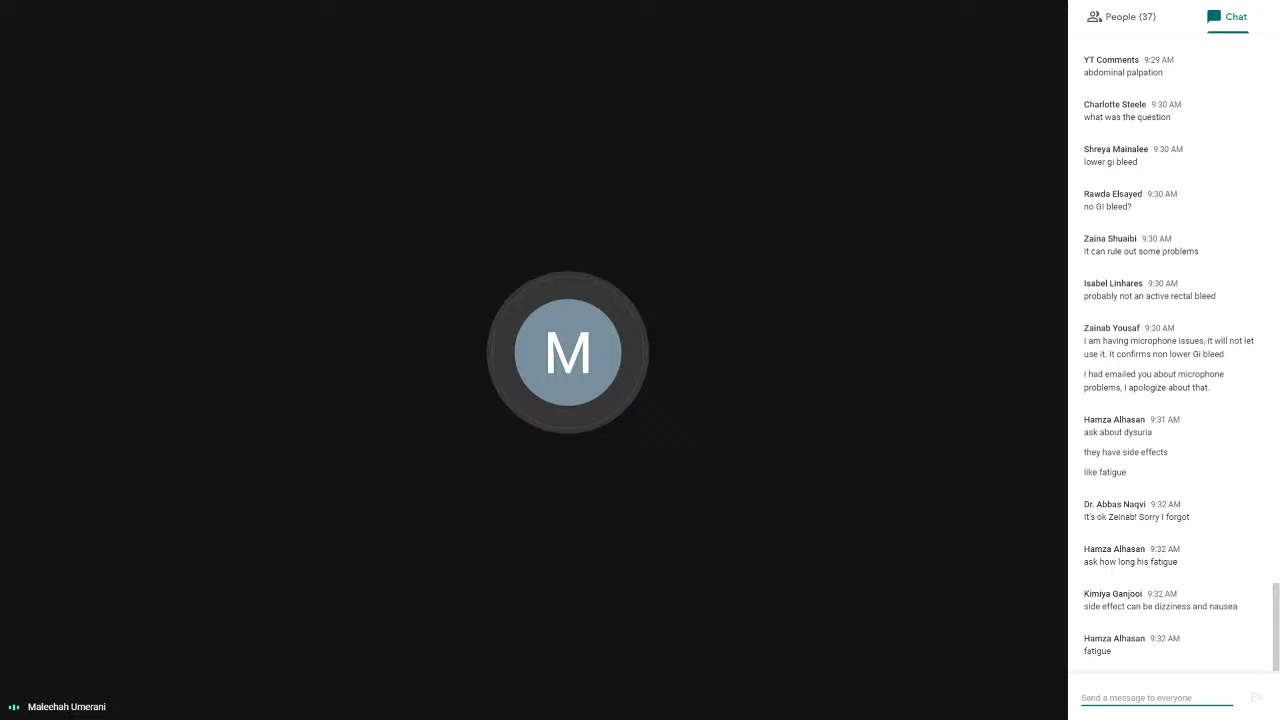 People (37)
Chat
YT Comments 9:29 AM
abdominal palpation
Charlotte Steele 9:30 AM
what was the question
Shreya Mainalee 9:30 AM
lower gi bleed
Rawda Elsayed 9:30 AM
no GI bleed?
Zaina Shuaibi 9:30 AM
it can rule out some problems
Isabel Linhares 9:30 AM
probably not an active rectal bleed
Zainab Yousaf 9:30 AM
I am having microphone issues, it will not let
use it. It confirms non lower Gi bleed
I had emailed you about microphone
problems, I apologize about that.
Hamza Alhasan 9:31 AM
ask about dysuria
they have side effects
like fatigue
Dr. Abbas Naqvi 9:32 AM
It's ok Zeinab! Sorry I forgot
Hamza Alhasan 9:32 AM
ask how long his fatigue
Kimiya Ganjooi 9:32 AM
side effect can be dizziness and nausea
Hamza Alhasan 9:32 AM
fatigue
Send a message to everyone
M
Maleehah Umerani